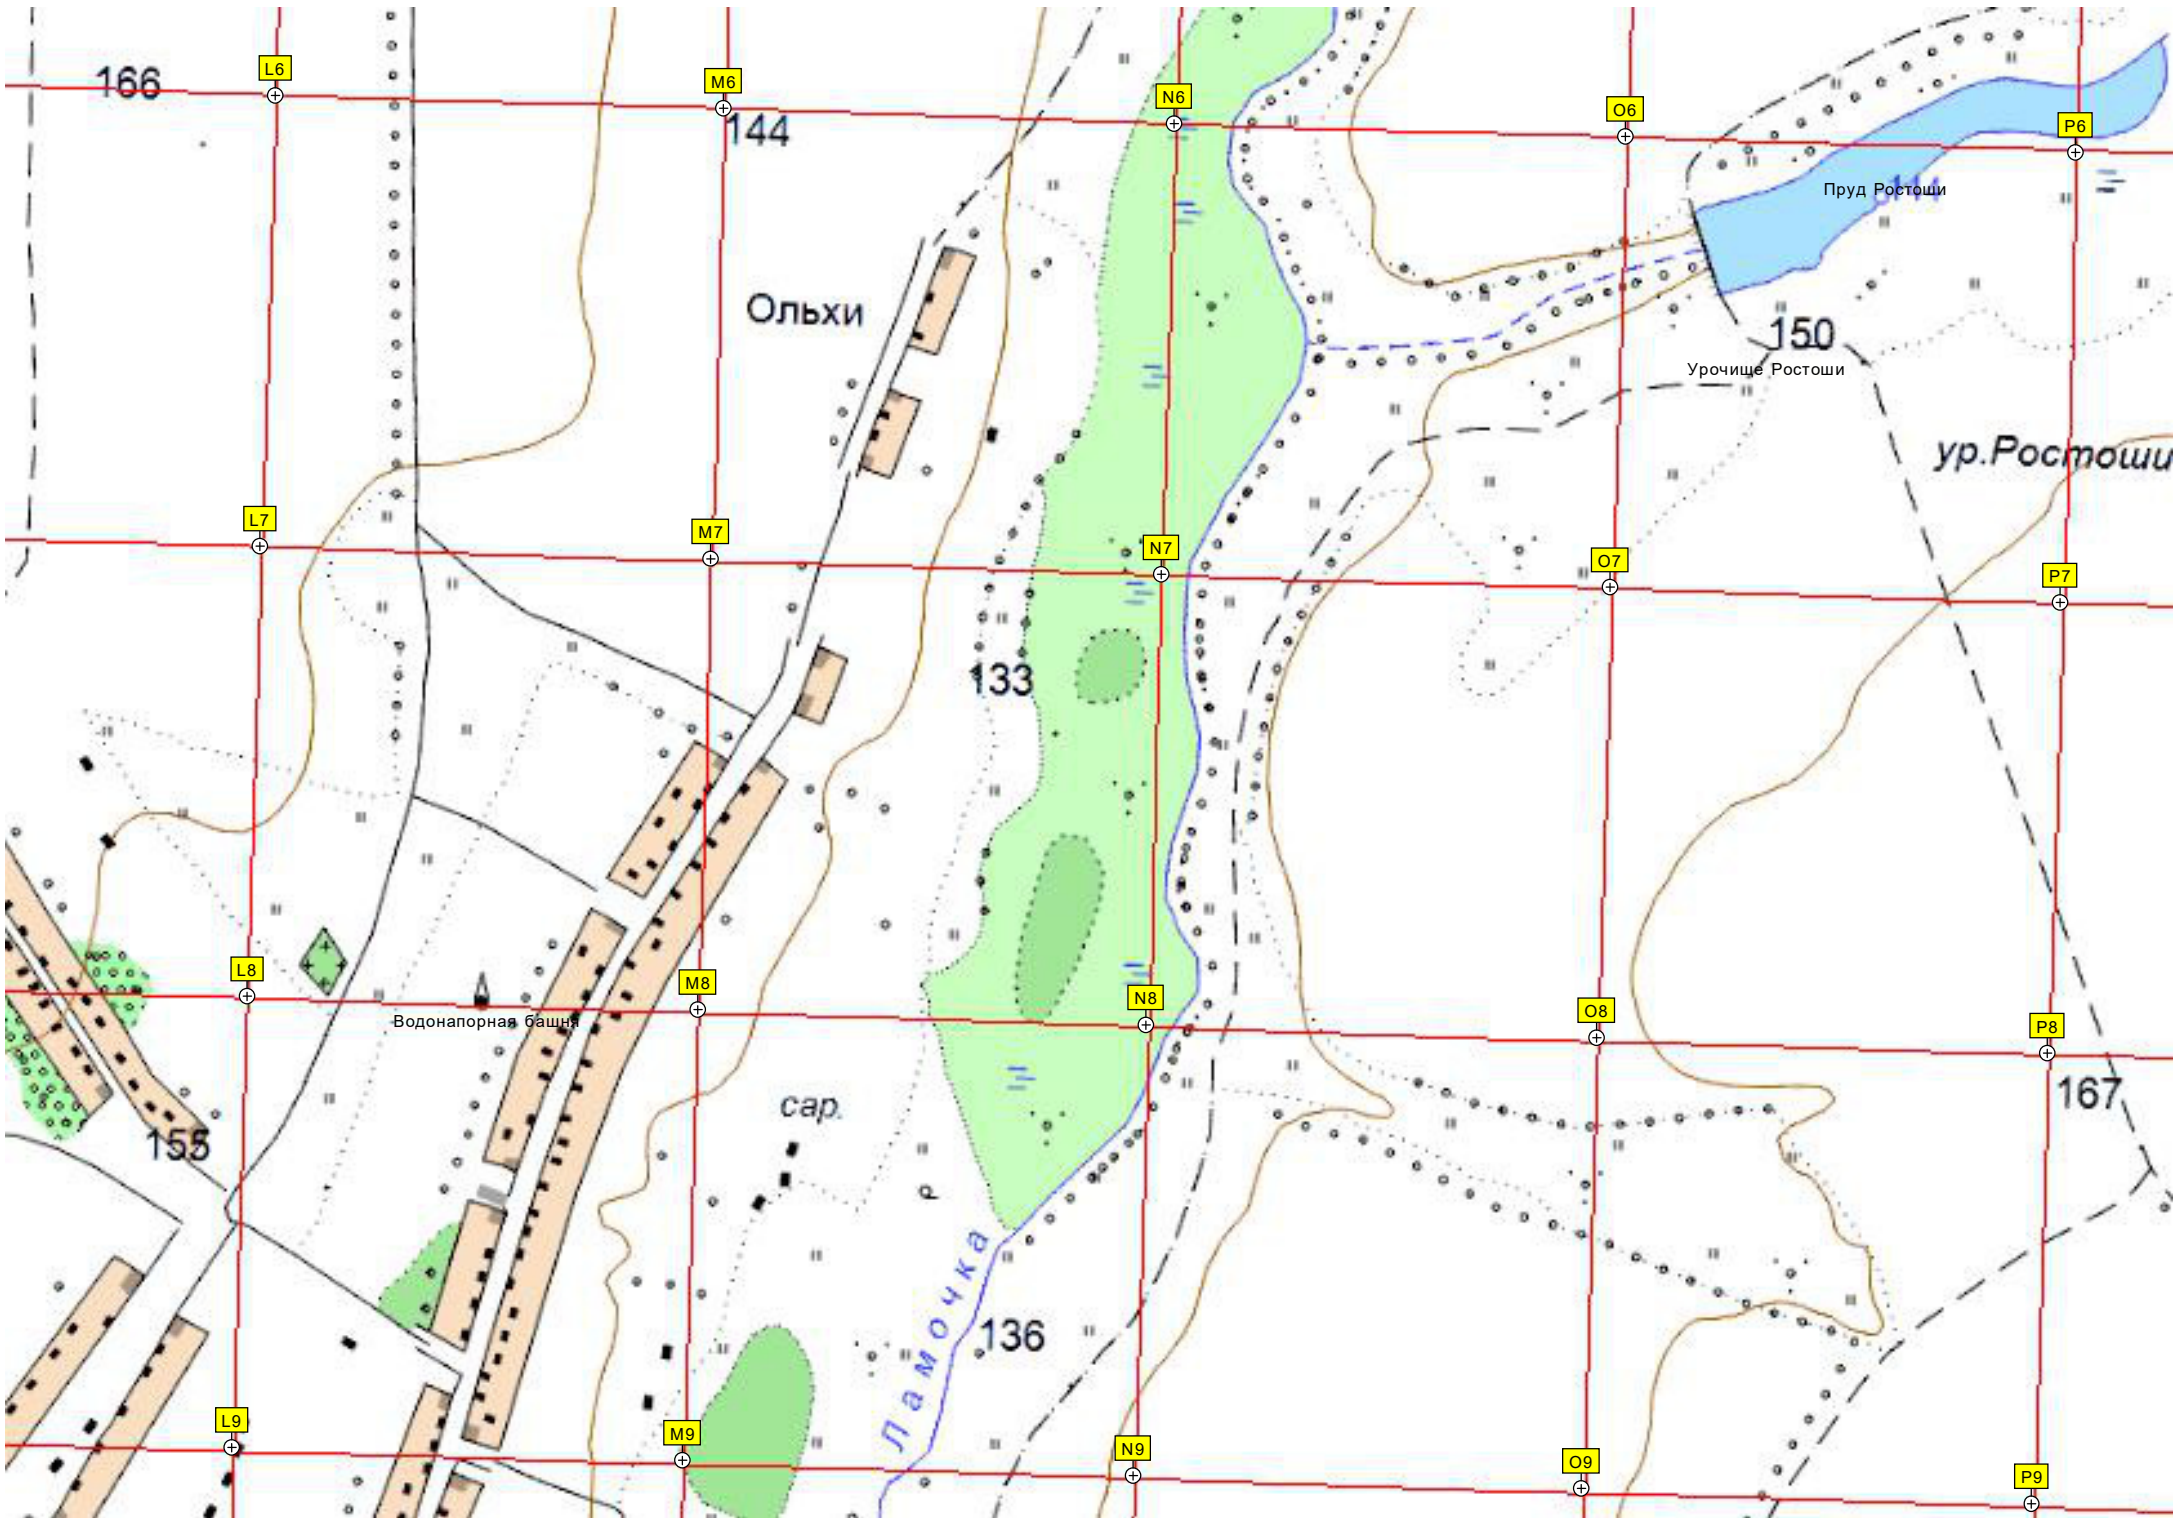 L6
M6
N6
O6
P6
166
144
Пруд Ростоши
Ольхи
150
Урочище Ростоши
ур.Ростоши
L7
M7
N7
O7
P7
133
L8
M8
N8
O8
P8
Водонапорная башня
сар.
167
155
Ламочка
136
L9
M9
N9
O9
P9